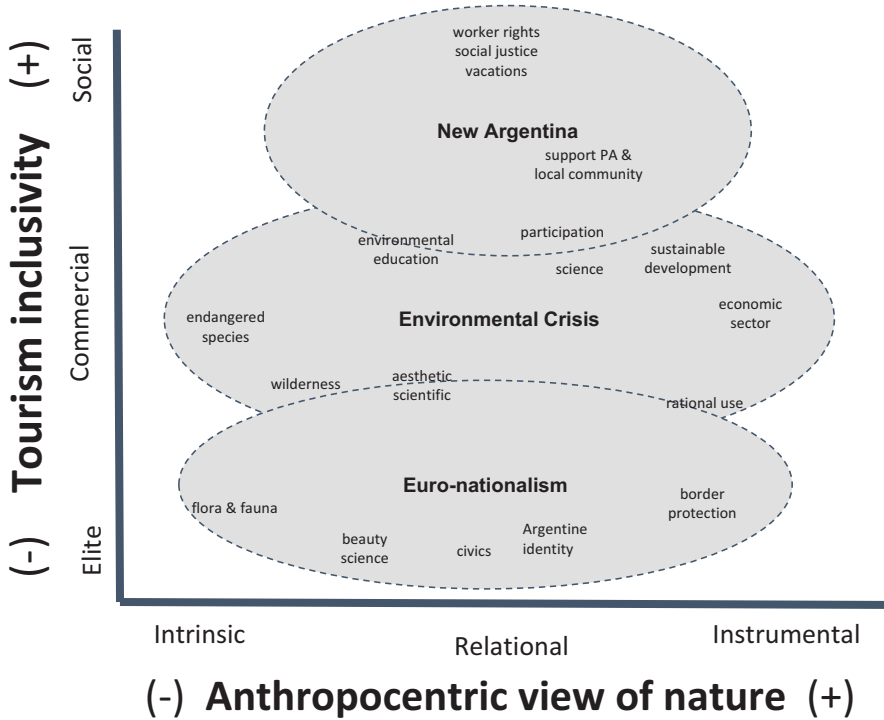 worker rights
social justice
vacations
New Argentina
support PA &
local community
participation
environmental
education
science
sustainable
development
endangered
species
Environmental Crisis
economic
sector
wilderness
aesthetic
scientific
rational use
Euro-nationalism
flora & fauna
border
protection
beauty
science
civics
Argentine
identity
(-) Tourism inclusivity (+)
Elite
Commercial
Social
Intrinsic
Relational
Instrumental
(-) Anthropocentric view of nature (+)